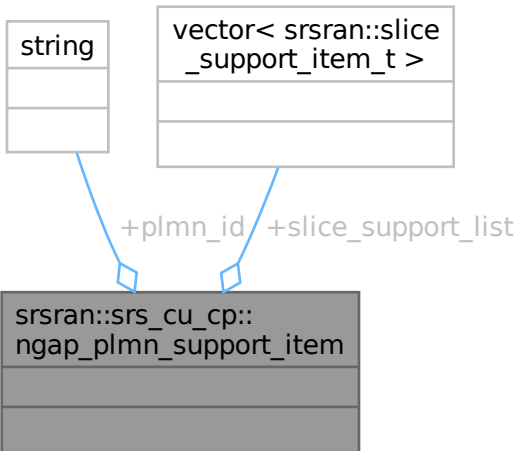 string
vector< srsran::slice
_support_item_t >
+plmn_id
+slice_support_list
srsran::srs_cu_cp::
ngap_plmn_support_item